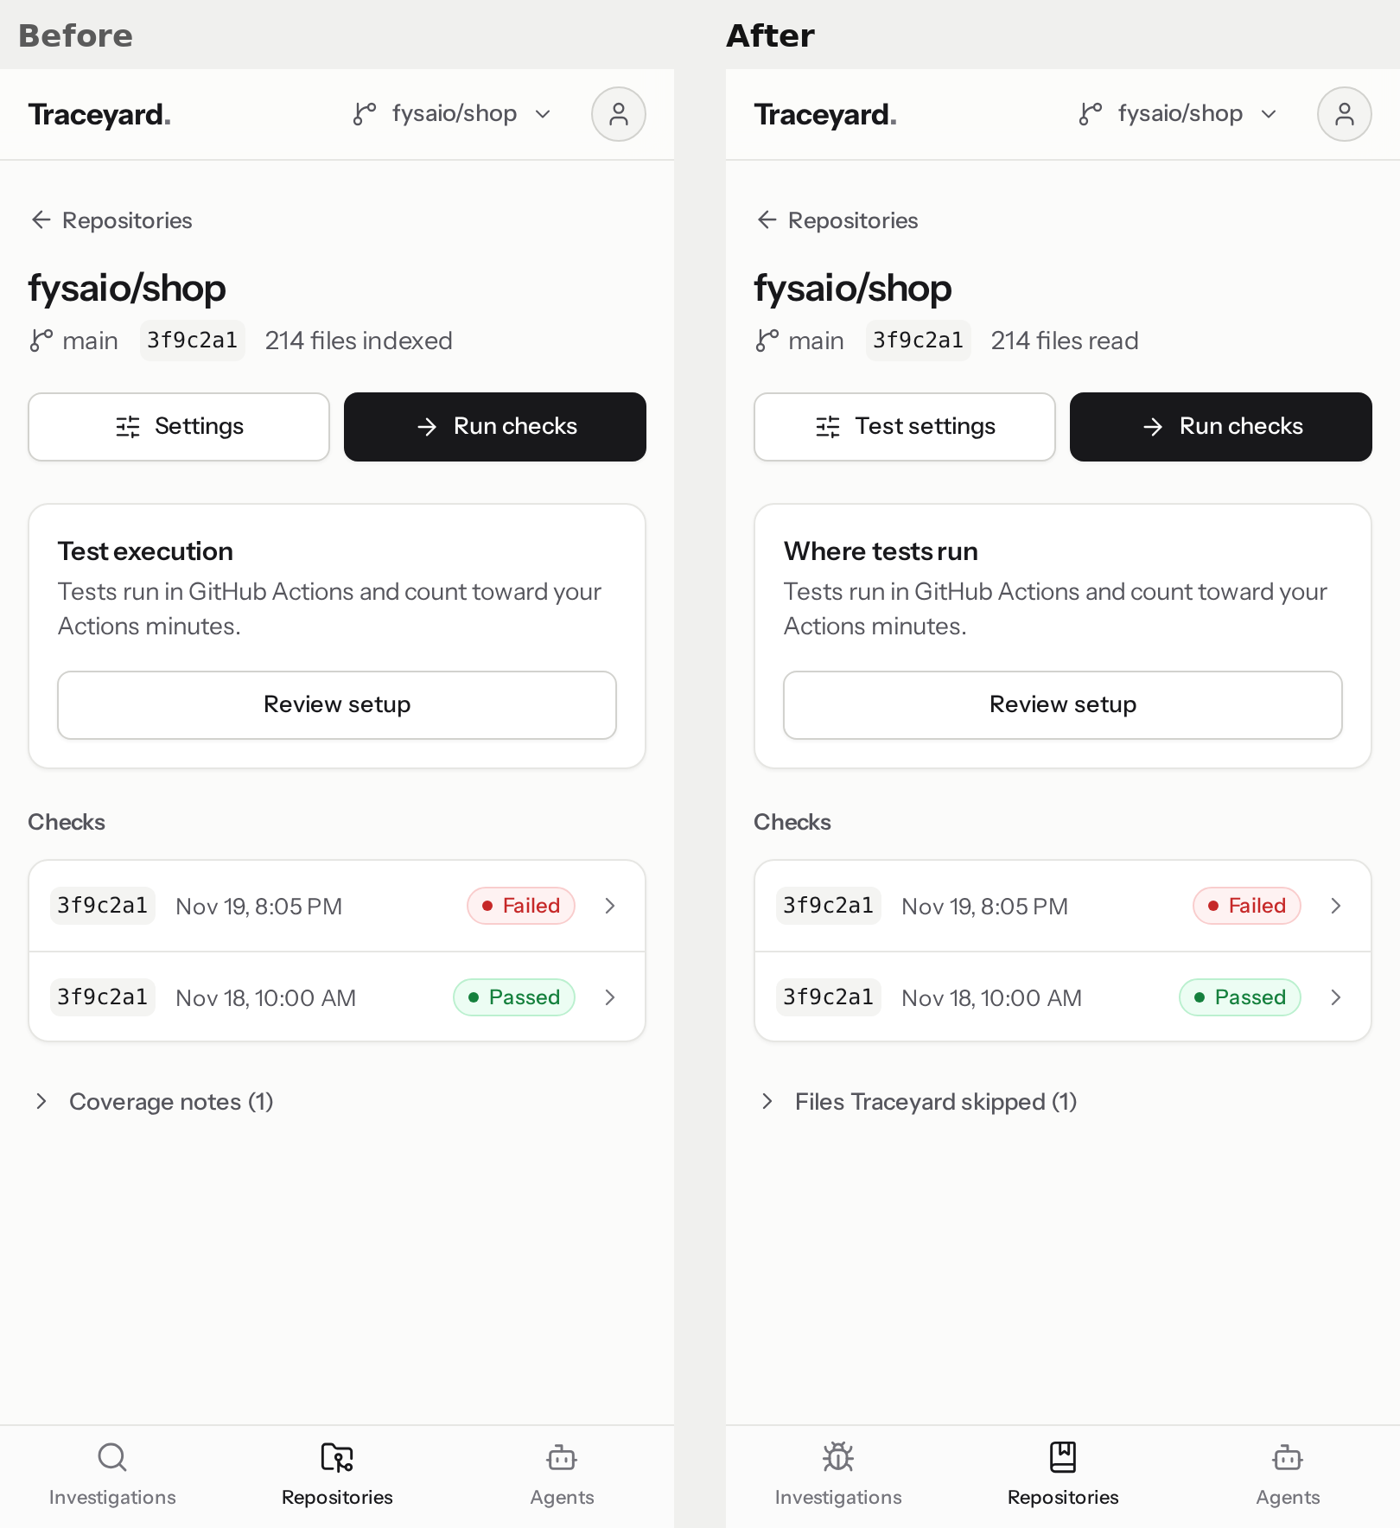 Before
Traceyard.
fysaio/shop
Repositories
fysaio/shop
main 3f9c2a1 214 files indexed
Settings
Run checks
Test execution
Tests run in GitHub Actions and count toward your
Actions minutes.
Review setup
Checks
3f9c2a1 Nov 19, 8:05 PM Failed
3f9c2a1 Nov 18, 10:00 AM Passed
Coverage notes (1)
Investigations
Repositories
Agents
After
Traceyard.
fysaio/shop
Repositories
fysaio/shop
main 3f9c2a1 214 files read
Test settings
Run checks
Where tests run
Tests run in GitHub Actions and count toward your
Actions minutes.
Review setup
Checks
3f9c2a1 Nov 19, 8:05 PM Failed
3f9c2a1 Nov 18, 10:00 AM Passed
Files Traceyard skipped (1)
Investigations
Repositories
Agents